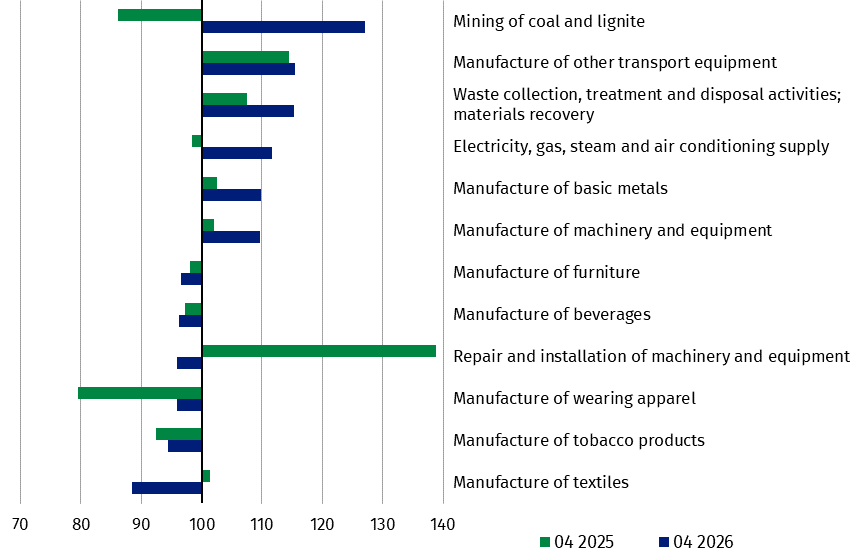 Mining of coal and lignite
Manufacture of other transport equipment
Waste collection, treatment and disposal activities;
materials recovery
Electricity, gas, steam and air conditioning supply
Manufacture of basic metals
Manufacture of machinery and equipment
Manufacture of furniture
Manufacture of beverages
Repair and installation of machinery and equipment
Manufacture of wearing apparel
Manufacture of tobacco products
Manufacture of textiles
70 80 90 100 110 120 130 140
04 2025 04 2026